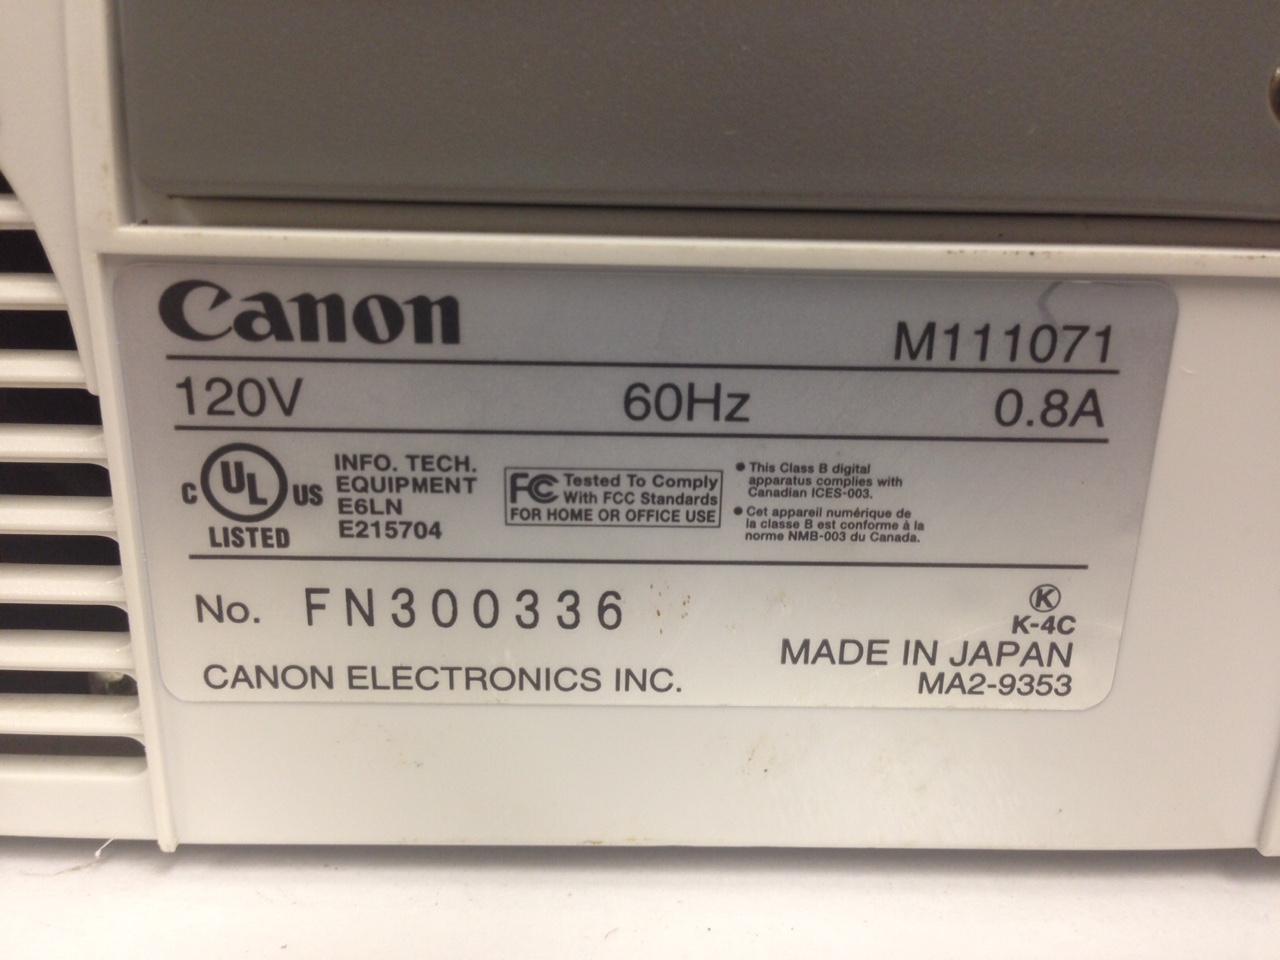 Canon
M111071
120V 60Hz 0.8A
C UL US
LISTED
INFO. TECH.
EQUIPMENT
E6LN
E215704
FC Tested To Comply
With FCC Standards
FOR HOME OR OFFICE USE
• This Class B digital
apparatus complies with
Canadian ICES-003.
• Cet appareil numérique de
la classe B est conforme à la
norme NMB-003 du Canada.
No. FN300336
K
K-4C
CANON ELECTRONICS INC.
MADE IN JAPAN
MA2-9353